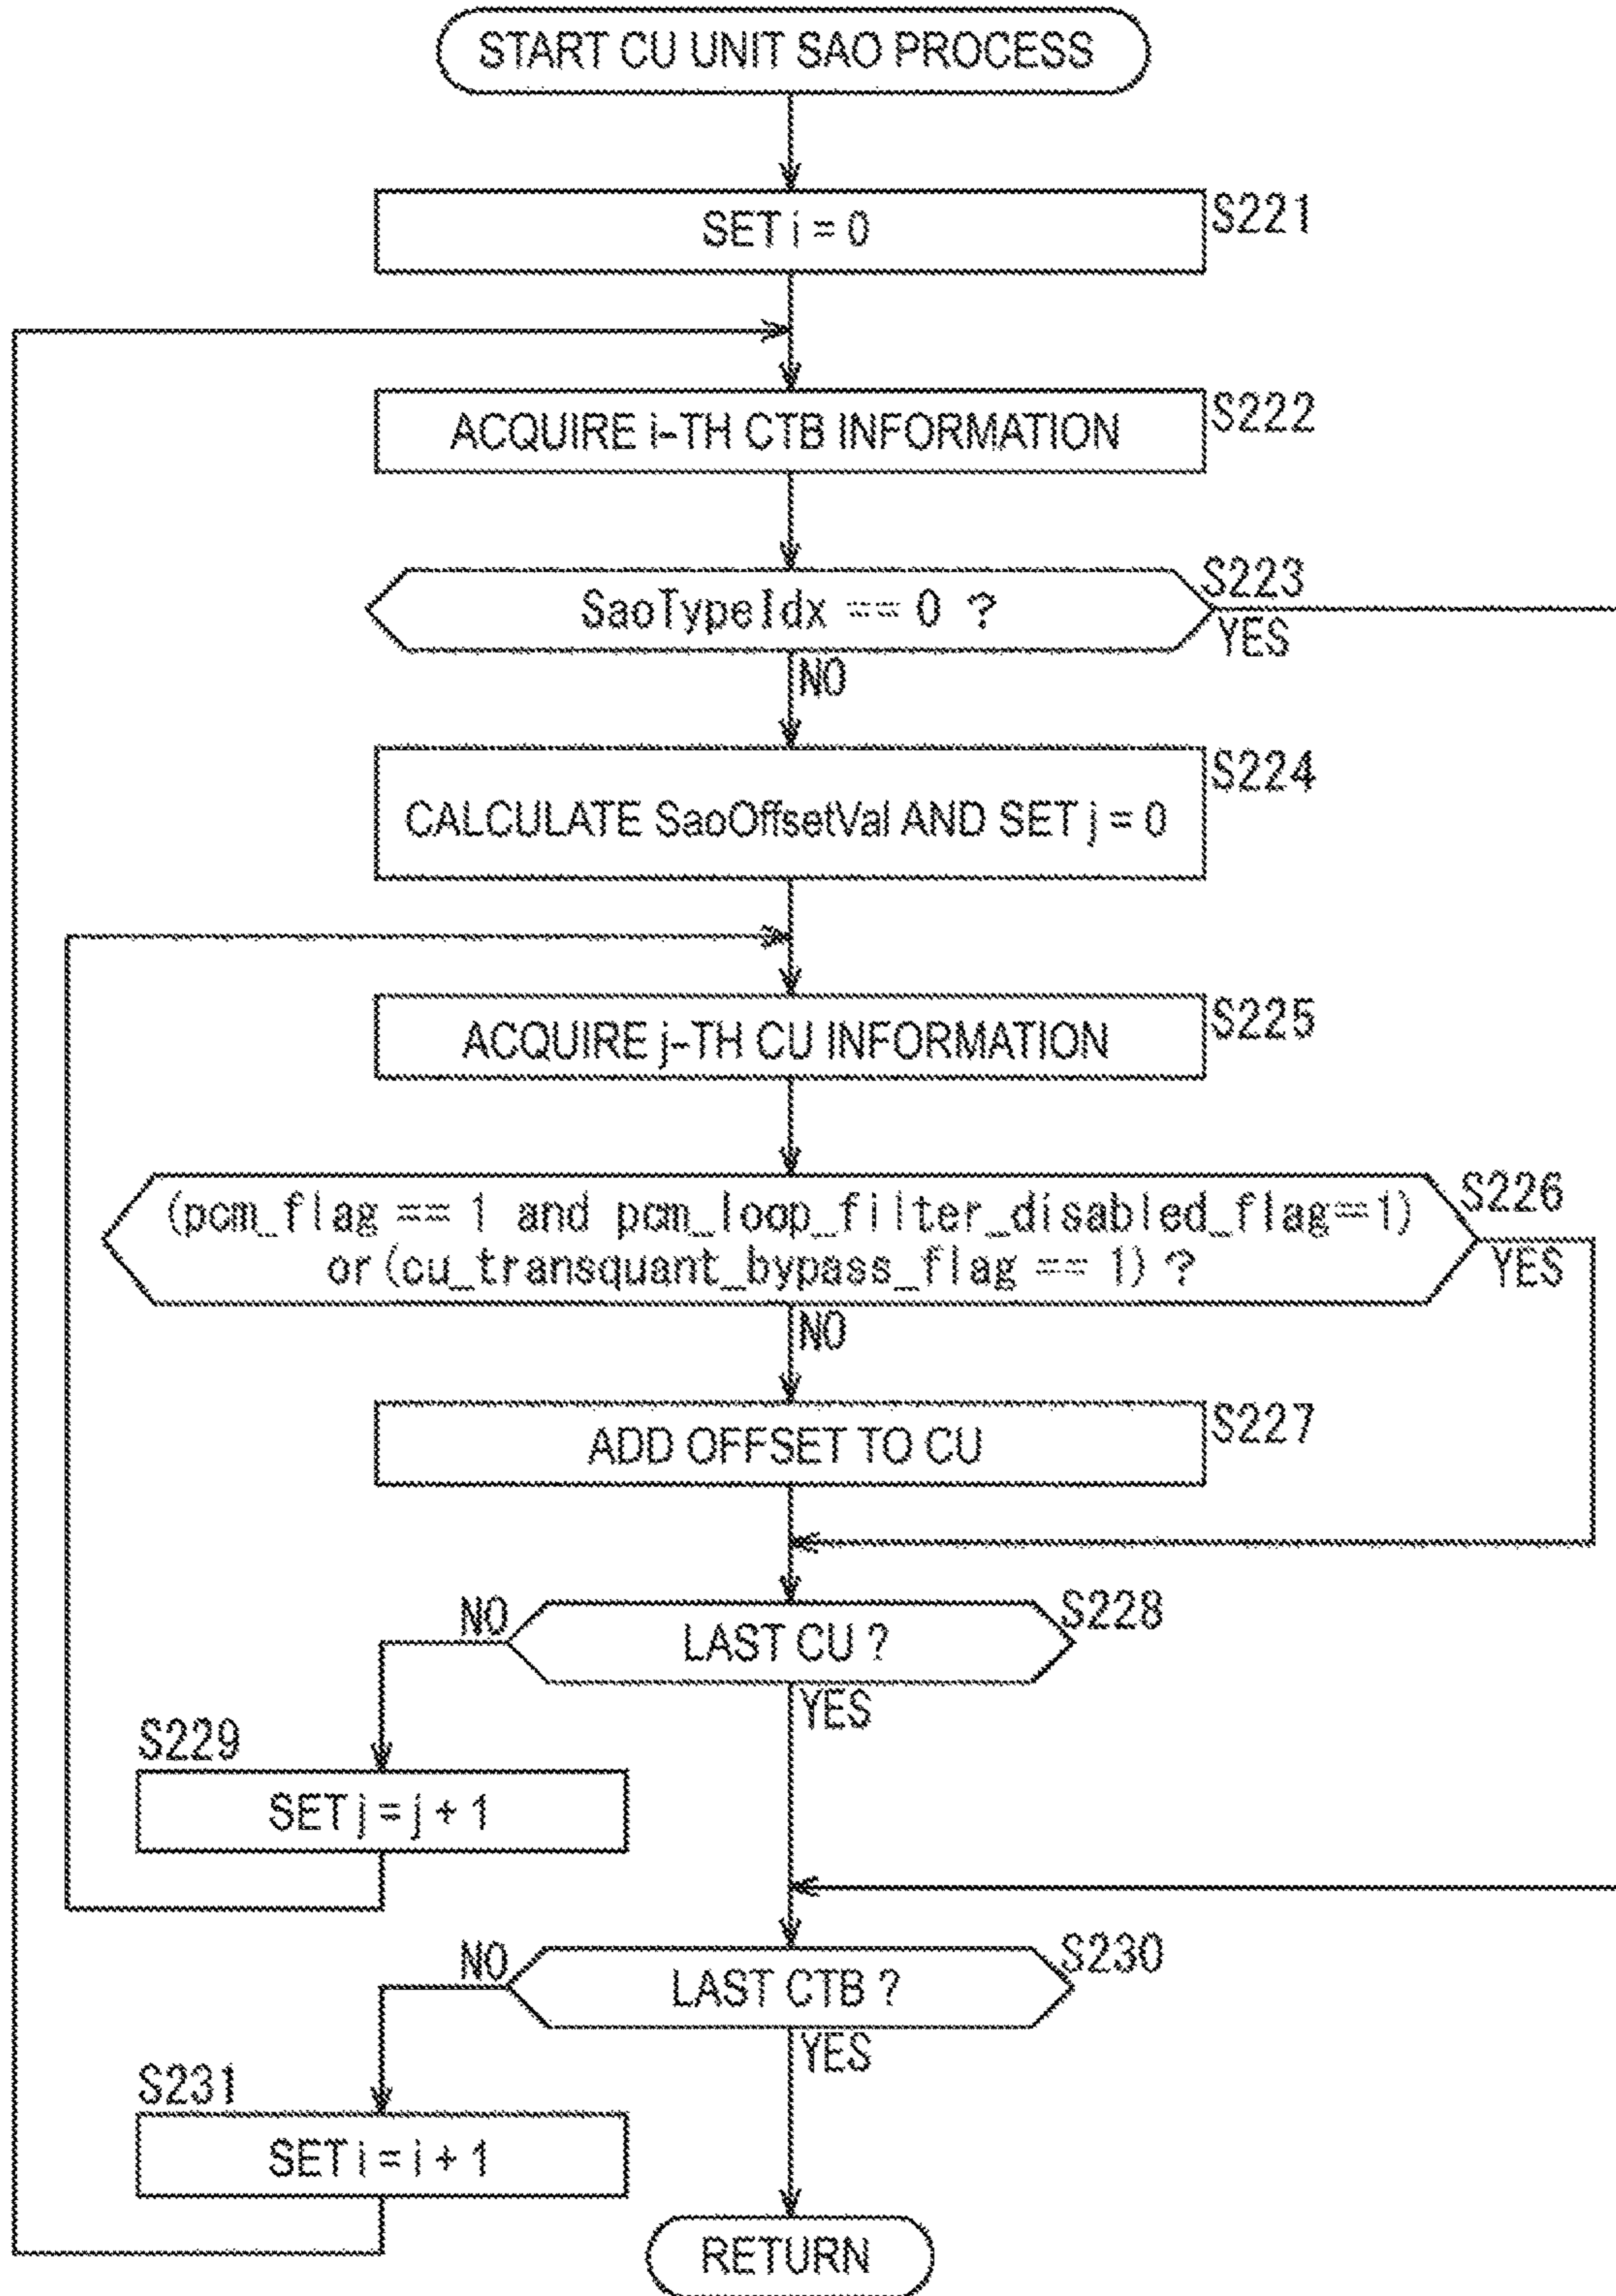 START CU UNIT SAO PROCESS
SET i = 0
S221
ACQUIRE i-TH CTB INFORMATION
S222
SaoTypeIdx == 0 ?
S223
YES
NO
CALCULATE SaoOffsetVal AND SET j = 0
S224
ACQUIRE j-TH CU INFORMATION
S225
(pcm_flag == 1 and pcm_loop_filter_disabled_flag==1)
or (cu_transquant_bypass_flag == 1) ?
S226
YES
NO
ADD OFFSET TO CU
S227
NO
LAST CU ?
S228
YES
S229
SET j = j + 1
NO
LAST CTB ?
S230
YES
S231
SET i = i + 1
RETURN